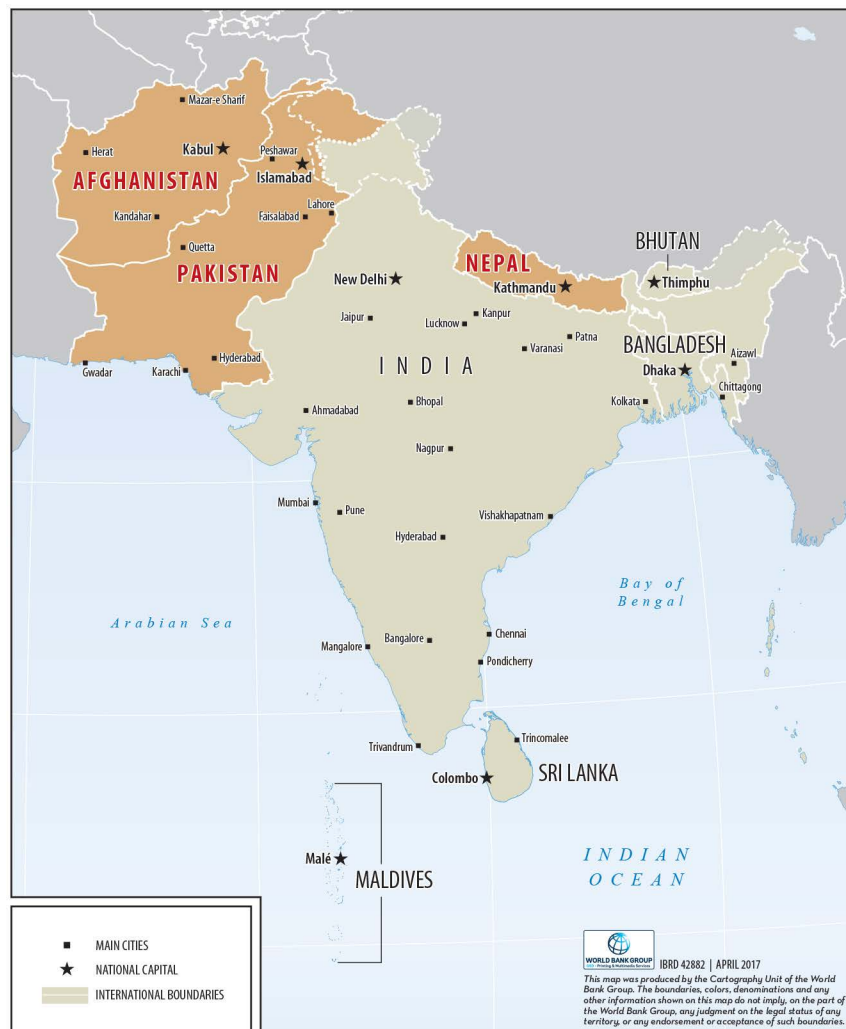 Mazar-e Sharif
Herat
Kabul
Peshawar
Islamabad
AFGHANISTAN
Kandahar
Faisalabad
Lahore
Quetta
PAKISTAN
NEPAL
BHUTAN
New Delhi
Kathmandu
Thimphu
Jaipur
Lucknow
Kanpur
Patna
Varanasi
BANGLADESH
Hyderabad
INDIA
Aizawl
Gwadar
Karachi
Dhaka
Chittagong
Ahmadabad
Bhopal
Kolkata
Nagpur
Mumbai
Pune
Vishakhapatnam
Hyderabad
Bay of
Bengal
Arabian Sea
Mangalore
Bangalore
Chennai
Pondicherry
Trivandrum
Trincomalee
Colombo
SRI LANKA
Malé
MALDIVES
INDIAN
OCEAN
MAIN CITIES
NATIONAL CAPITAL
INTERNATIONAL BOUNDARIES
WORLD BANK GROUP
Printing & Multimedia Services
IBRD 42882 | APRIL 2017
This map was produced by the Cartography Unit of the World
Bank Group. The boundaries, colors, denominations and any
other information shown on this map do not imply, on the part of
the World Bank Group, any judgment on the legal status of any
territory, or any endorsement or acceptance of such boundaries.